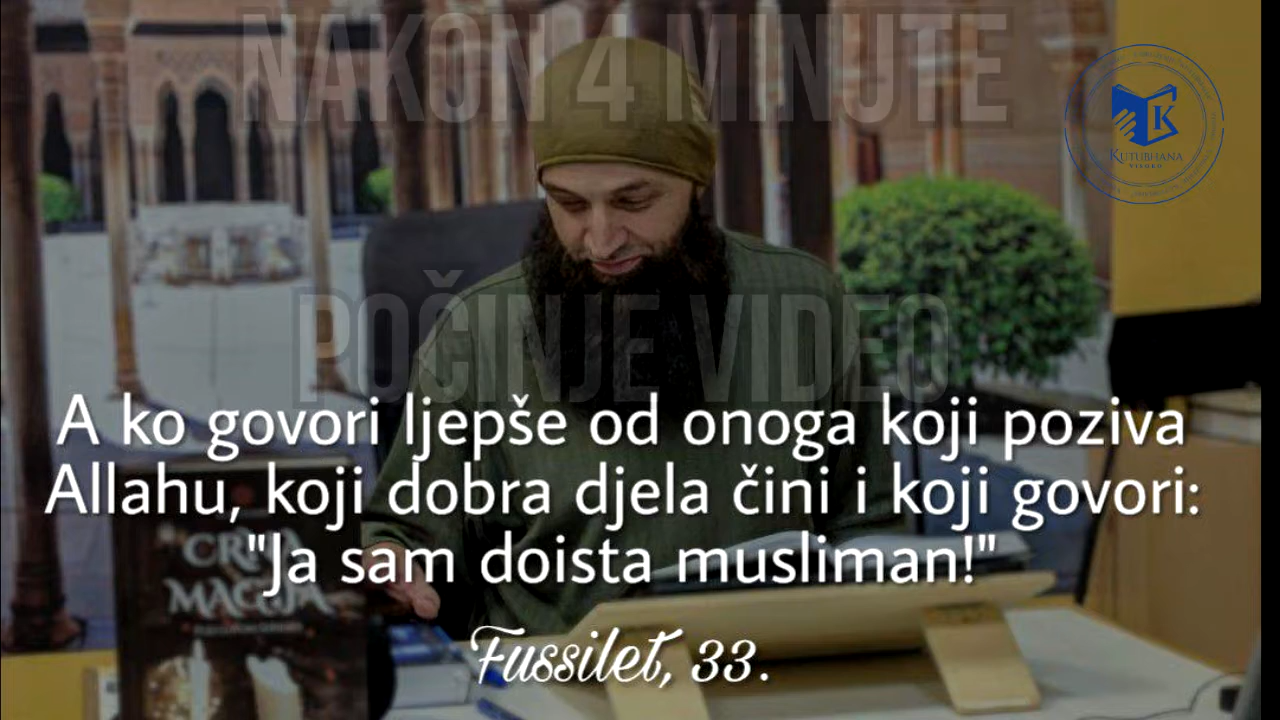 NAKON 4 MINUTE
K
KUTUBHANA
VISOKO
POČINJE VIDEO
A ko govori ljepše od onoga koji poziva
Allahu, koji dobra djela čini i koji govori:
"Ja sam doista musliman!"
CRNA
MAGIJA
Fussilet, 33.